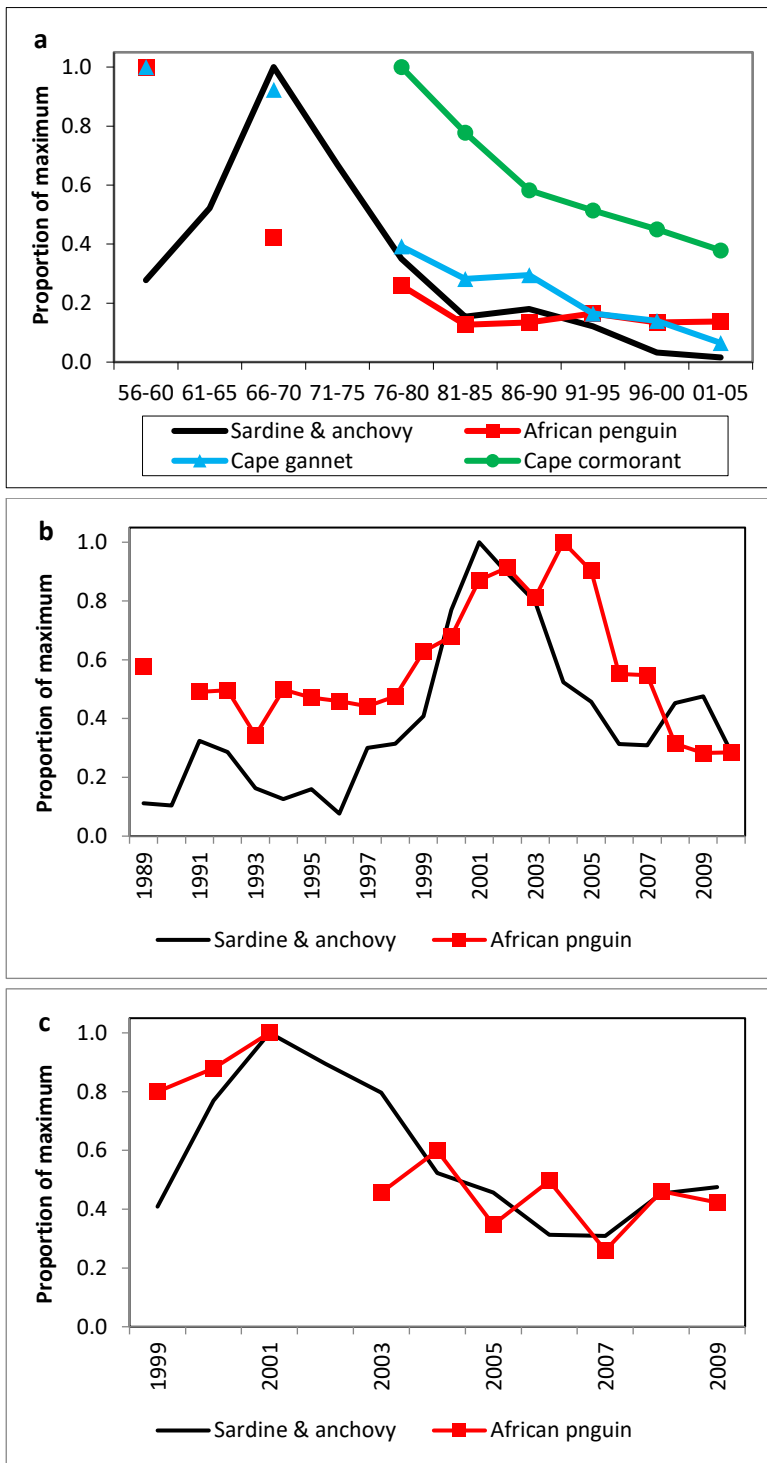 a
Proportion of maximum
1.0
0.8
0.6
0.4
0.2
0.0
56-60 61-65 66-70 71-75 76-80 81-85 86-90 91-95 96-00 01-05
Sardine & anchovy African penguin
Cape gannet Cape cormorant
b
Proportion of maximum
1.0
0.8
0.6
0.4
0.2
0.0
1989 1991 1993 1995 1997 1999 2001 2003 2005 2007 2009
Sardine & anchovy African pnguin
c
Proportion of maximum
1.0
0.8
0.6
0.4
0.2
0.0
1999 2001 2003 2005 2007 2009
Sardine & anchovy African pnguin